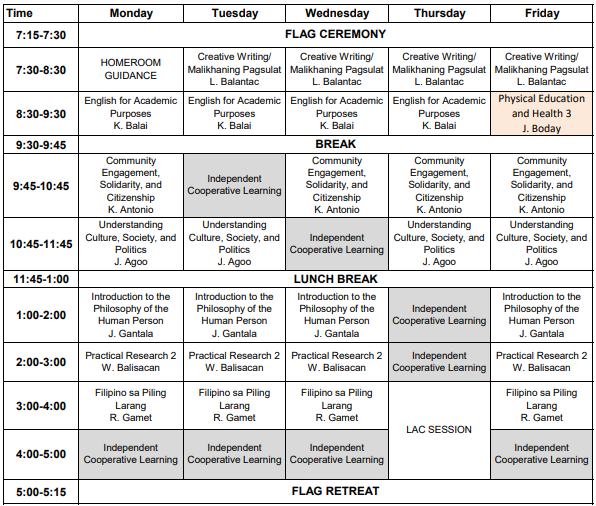 Time Monday Tuesday Wednesday Thursday Friday
7:15-7:30 FLAG CEREMONY
7:30-8:30
HOMEROOM
GUIDANCE
Creative Writing/
Malikhaning Pagsulat
L. Balantac
Creative Writing/
Malikhaning Pagsulat
L. Balantac
Creative Writing/
Malikhaning Pagsulat
L. Balantac
Creative Writing/
Malikhaning Pagsulat
L. Balantac
8:30-9:30
English for Academic
Purposes
K. Balai
English for Academic
Purposes
K. Balai
English for Academic
Purposes
K. Balai
English for Academic
Purposes
K. Balai
Physical Education
and Health 3
J. Boday
9:30-9:45 BREAK
9:45-10:45
Community
Engagement,
Solidarity, and
Citizenship
K. Antonio
Independent
Cooperative Learning
Community
Engagement,
Solidarity, and
Citizenship
K. Antonio
Community
Engagement,
Solidarity, and
Citizenship
K. Antonio
Community
Engagement,
Solidarity, and
Citizenship
K. Antonio
10:45-11:45
Understanding
Culture, Society, and
Politics
J. Agoo
Understanding
Culture, Society, and
Politics
J. Agoo
Independent
Cooperative Learning
Understanding
Culture, Society, and
Politics
J. Agoo
Understanding
Culture, Society, and
Politics
J. Agoo
11:45-1:00 LUNCH BREAK
1:00-2:00
Introduction to the
Philosophy of the
Human Person
J. Gantala
Introduction to the
Philosophy of the
Human Person
J. Gantala
Introduction to the
Philosophy of the
Human Person
J. Gantala
Independent
Cooperative Learning
Introduction to the
Philosophy of the
Human Person
J. Gantala
2:00-3:00
Practical Research 2
W. Balisacan
Practical Research 2
W. Balisacan
Practical Research 2
W. Balisacan
Independent
Cooperative Learning
Practical Research 2
W. Balisacan
3:00-4:00
Filipino sa Piling
Larang
R. Gamet
Filipino sa Piling
Larang
R. Gamet
Filipino sa Piling
Larang
R. Gamet
LAC SESSION
Filipino sa Piling
Larang
R. Gamet
4:00-5:00
Independent
Cooperative Learning
Independent
Cooperative Learning
Independent
Cooperative Learning
Independent
Cooperative Learning
5:00-5:15 FLAG RETREAT